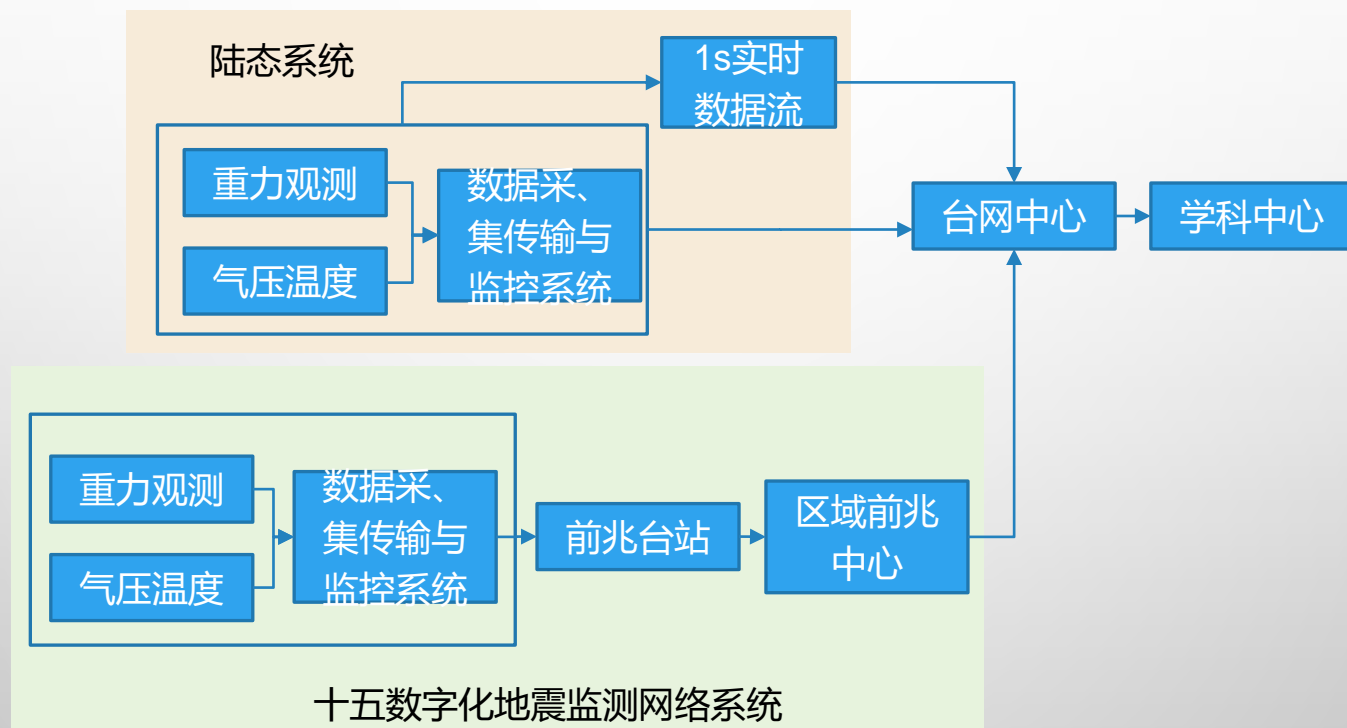 陆态系统
1s实时
数据流
重力观测
气压温度
数据采、
集传输与
监控系统
台网中心
学科中心
重力观测
气压温度
数据采、
集传输与
监控系统
前兆台站
区域前兆
中心
十五数字化地震监测网络系统